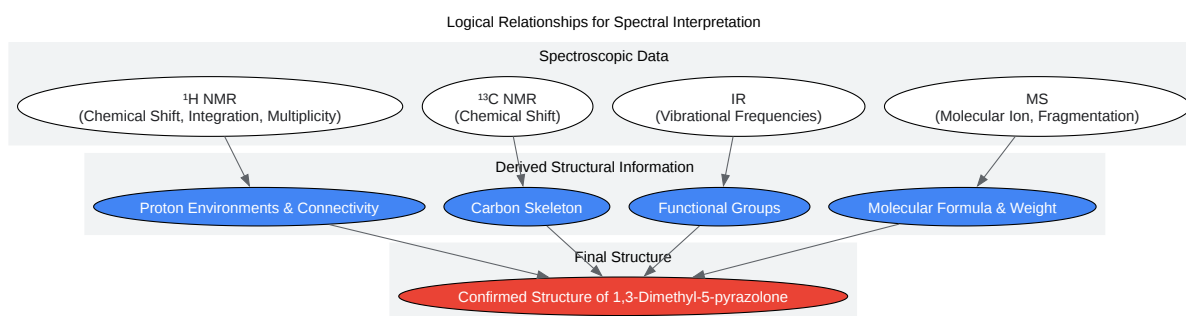 Logical Relationships for Spectral Interpretation
Spectroscopic Data
¹H NMR
(Chemical Shift, Integration, Multiplicity)
¹³C NMR
(Chemical Shift)
IR
(Vibrational Frequencies)
MS
(Molecular Ion, Fragmentation)
Derived Structural Information
Proton Environments & Connectivity
Carbon Skeleton
Functional Groups
Molecular Formula & Weight
Final Structure
Confirmed Structure of 1,3-Dimethyl-5-pyrazolone